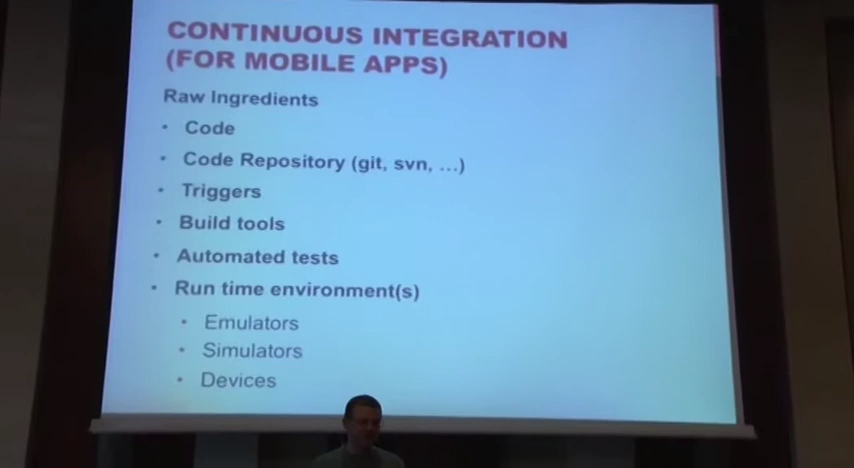 CONTINUOUS INTEGRATION
(FOR MOBILE APPS)
Raw Ingredients
• Code
• Code Repository (git, svn, ...)
• Triggers
• Build tools
• Automated tests
• Run time environment(s)
• Emulators
• Simulators
• Devices